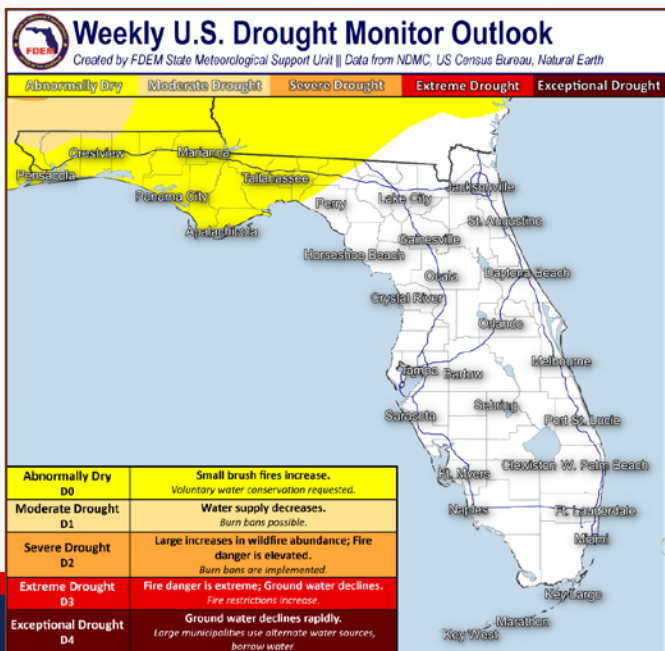 Weekly U.S. Drought Monitor Outlook
Created by FDEM State Meteorological Support Unit || Data from NDMC, US Census Bureau, Natural Earth
FDEM
Abnormally Dry Moderate Drought Severe Drought Extreme Drought Exceptional Drought
Crestview
Marianna
Pensacola
Tallahassee
Panama City
Apalachicola
Perry
Lake City
Jacksonville
St. Augustine
Gainesville
Horseshoe Beach
Ocala
Daytona Beach
Crystal River
Orlando
Melbourne
Tampa
Bartow
Sebring
Sarasota
Port St. Lucie
Ft. Myers
Clewiston
W. Palm Beach
Naples
Ft. Lauderdale
Miami
Key Largo
Marathon
Key West
Abnormally Dry
D0
Small brush fires increase.
Voluntary water conservation requested.
Moderate Drought
D1
Water supply decreases.
Burn bans possible.
Severe Drought
D2
Large increases in wildfire abundance; Fire
danger is elevated.
Burn bans are implemented.
Extreme Drought
D3
Fire danger is extreme; Ground water declines.
Fire restrictions increase.
Exceptional Drought
D4
Ground water declines rapidly.
Large municipalities use alternate water sources,
borrow water.